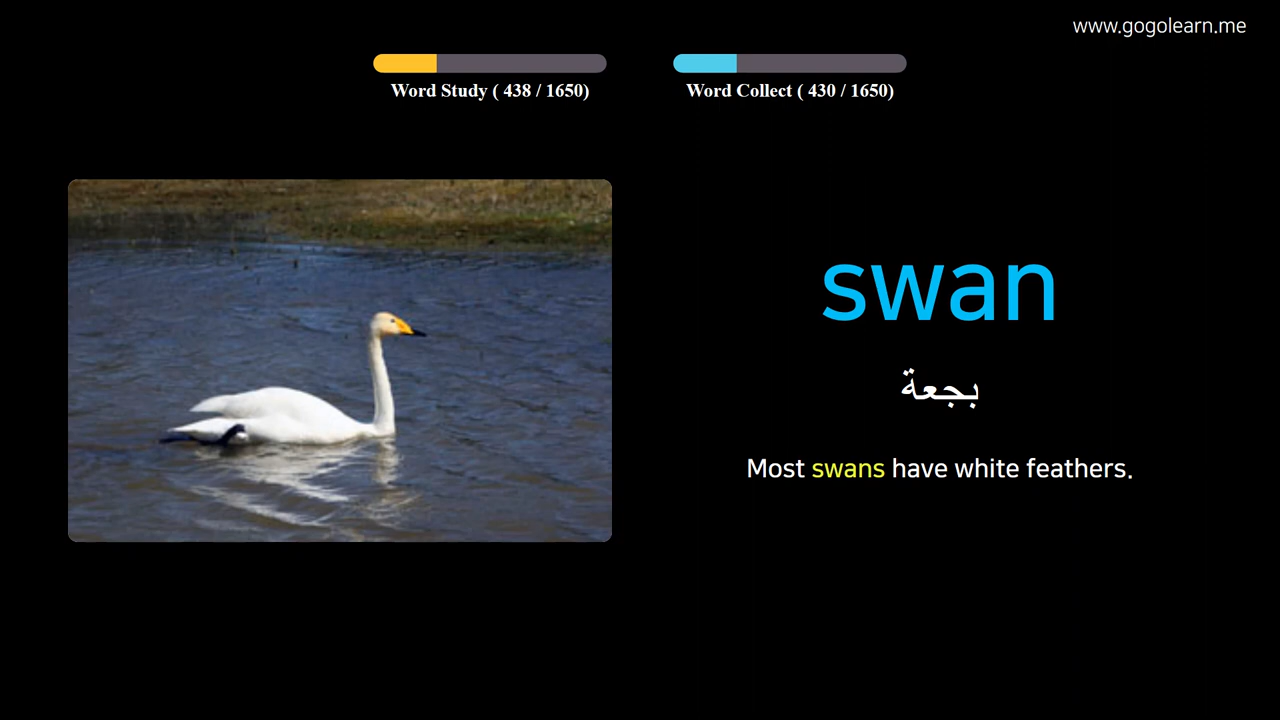 www.gogolearn.me
Word Study ( 438 / 1650)
Word Collect ( 430 / 1650)
swan
بجعة
Most swans have white feathers.